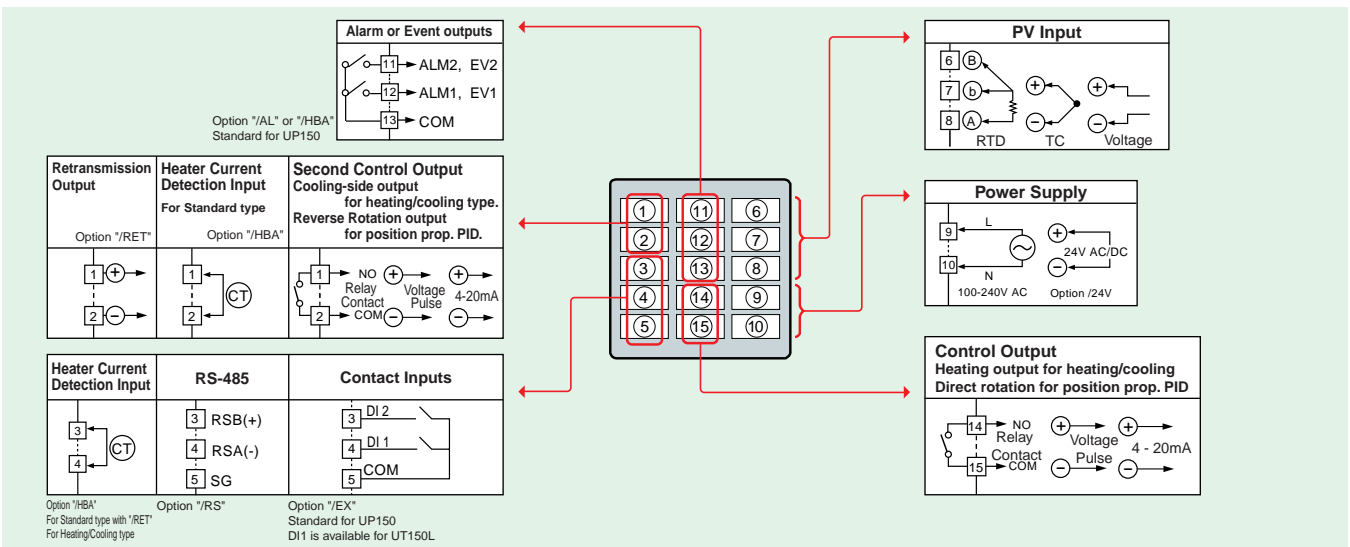 Alarm or Event outputs
11 ALM2, EV2
12 ALM1, EV1
13 COM
Option "/AL" or "/HBA"
Standard for UP150
Retransmission
Output
Option "/RET"
1 +
2 −
Heater Current
Detection Input
For Standard type
Option "/HBA"
1
CT
2
Second Control Output
Cooling-side output
for heating/cooling type.
Reverse Rotation output
for position prop. PID.
1 NO + +
Relay Contact Voltage Pulse 4-20mA
2 COM − −
Heater Current
Detection Input
3
CT
4
Option "/HBA"
For Standard type with "/RET"
For Heating/Cooling type
RS-485
3 RSB(+)
4 RSA(-)
5 SG
Option "/RS"
Contact Inputs
3 DI 2
4 DI 1
5 COM
Option "/EX"
Standard for UP150
DI1 is available for UT150L
1 11 6
2 12 7
3 13 8
4 14 9
5 15 10
PV Input
6 B
7 b + +
8 A − −
RTD TC Voltage
Power Supply
9 L +
24V AC/DC
10 N −
100-240V AC Option /24V
Control Output
Heating output for heating/cooling
Direct rotation for position prop. PID
14 NO + +
Relay Contact Voltage Pulse 4 - 20mA
15 COM − −